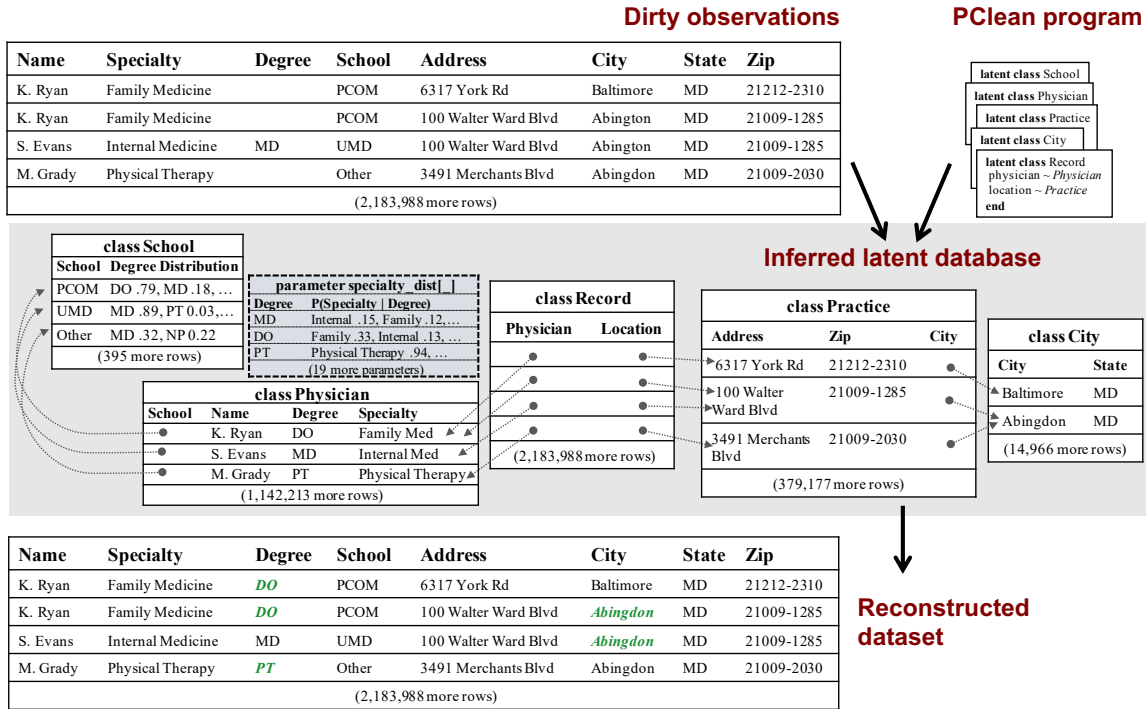 Dirty observations
PClean program
Name Specialty Degree School Address City State Zip
K. Ryan Family Medicine PCOM 6317 York Rd Baltimore MD 21212-2310
K. Ryan Family Medicine PCOM 100 Walter Ward Blvd Abington MD 21009-1285
S. Evans Internal Medicine MD UMD 100 Walter Ward Blvd Abington MD 21009-1285
M. Grady Physical Therapy Other 3491 Merchants Blvd Abingdon MD 21009-2030
(2,183,988 more rows)
latent class School
latent class Physician
latent class Practice
latent class City
latent class Record
physician ~ Physician
location ~ Practice
end
Inferred latent database
class School
School Degree Distribution
PCOM DO .79, MD .18, ...
UMD MD .89, PT 0.03,...
Other MD .32, NP 0.22
(395 more rows)
parameter specialty_dist[_]
Degree P(Specialty | Degree)
MD Internal .15, Family .12,...
DO Family .33, Internal .13, ...
PT Physical Therapy .94, ...
(19 more parameters)
class Physician
School Name Degree Specialty
K. Ryan DO Family Med
S. Evans MD Internal Med
M. Grady PT Physical Therapy
(1,142,213 more rows)
class Record
Physician Location
(2,183,988 more rows)
class Practice
Address Zip City
6317 York Rd 21212-2310
100 Walter 21009-1285
Ward Blvd
3491 Merchants 21009-2030
Blvd
(379,177 more rows)
class City
City State
Baltimore MD
Abingdon MD
(14,966 more rows)
Name Specialty Degree School Address City State Zip
K. Ryan Family Medicine DO PCOM 6317 York Rd Baltimore MD 21212-2310
K. Ryan Family Medicine DO PCOM 100 Walter Ward Blvd Abingdon MD 21009-1285
S. Evans Internal Medicine MD UMD 100 Walter Ward Blvd Abingdon MD 21009-1285
M. Grady Physical Therapy PT Other 3491 Merchants Blvd Abingdon MD 21009-2030
(2,183,988 more rows)
Reconstructed
dataset